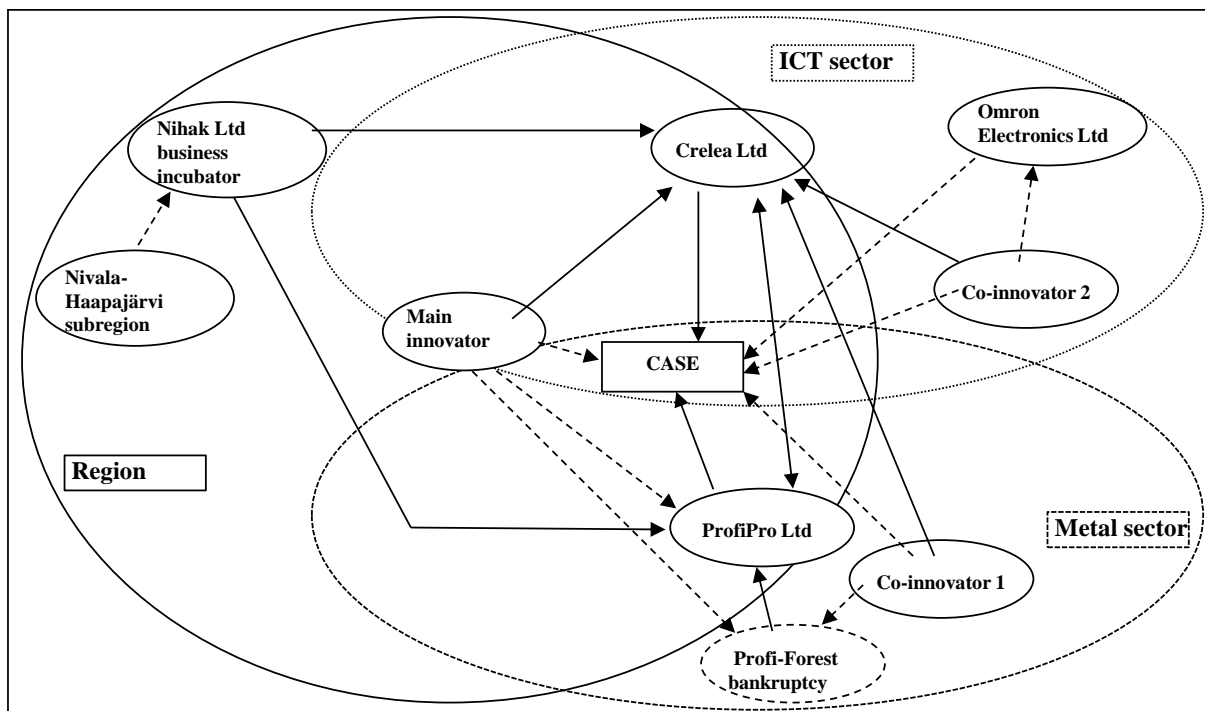 ICT sector
Nihak Ltd
business
incubator
Crelea Ltd
Omron
Electronics Ltd
Nivala-
Haapajärvi
subregion
Main
innovator
Co-innovator 2
CASE
Region
ProfiPro Ltd
Metal sector
Co-innovator 1
Profi-Forest
bankruptcy